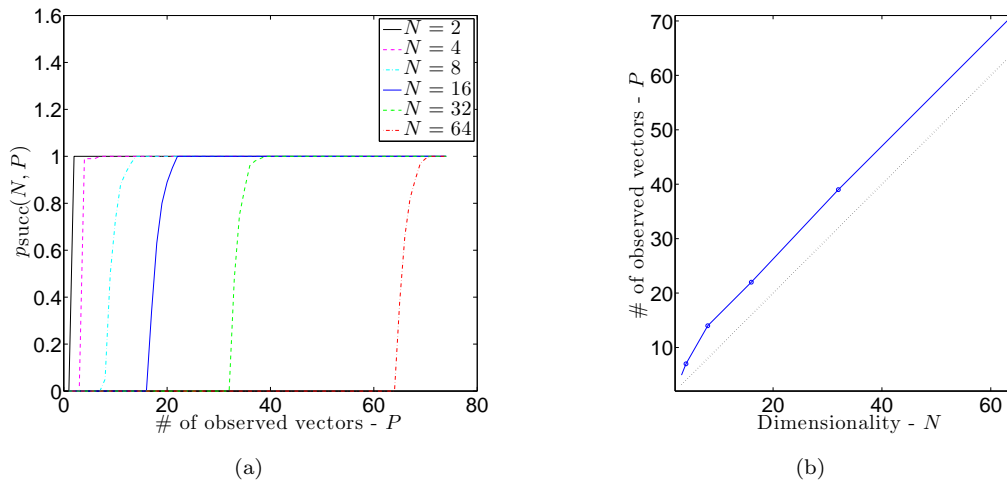 1.6
1.4
1.2
1
0.8
0.6
0.4
0.2
0
0
20
40
60
80
psucc(N, P)
# of observed vectors - P
N = 2
N = 4
N = 8
N = 16
N = 32
N = 64
(a)
70
60
50
40
30
20
10
20
40
60
# of observed vectors - P
Dimensionality - N
(b)